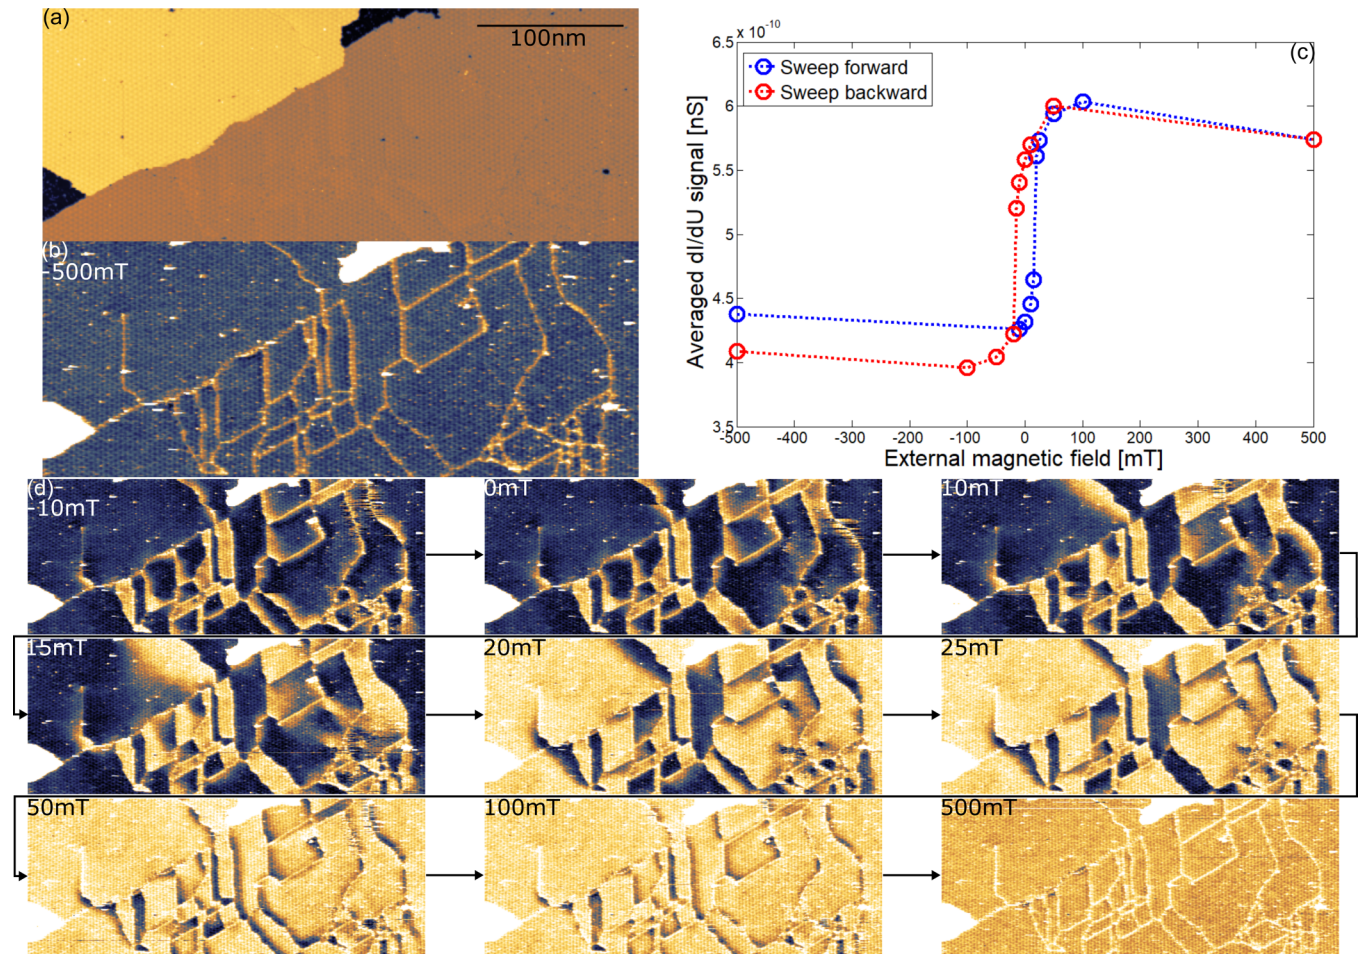 (a)
100nm
(b)
-500mT
x 10⁻¹⁰
(c)
Sweep forward
Sweep backward
6.5
6
5.5
5
4.5
4
3.5
Averaged dI/dU signal [nS]
-500 -400 -300 -200 -100 0 100 200 300 400 500
External magnetic field [mT]
(d)
-10mT
0mT
10mT
15mT
20mT
25mT
50mT
100mT
500mT